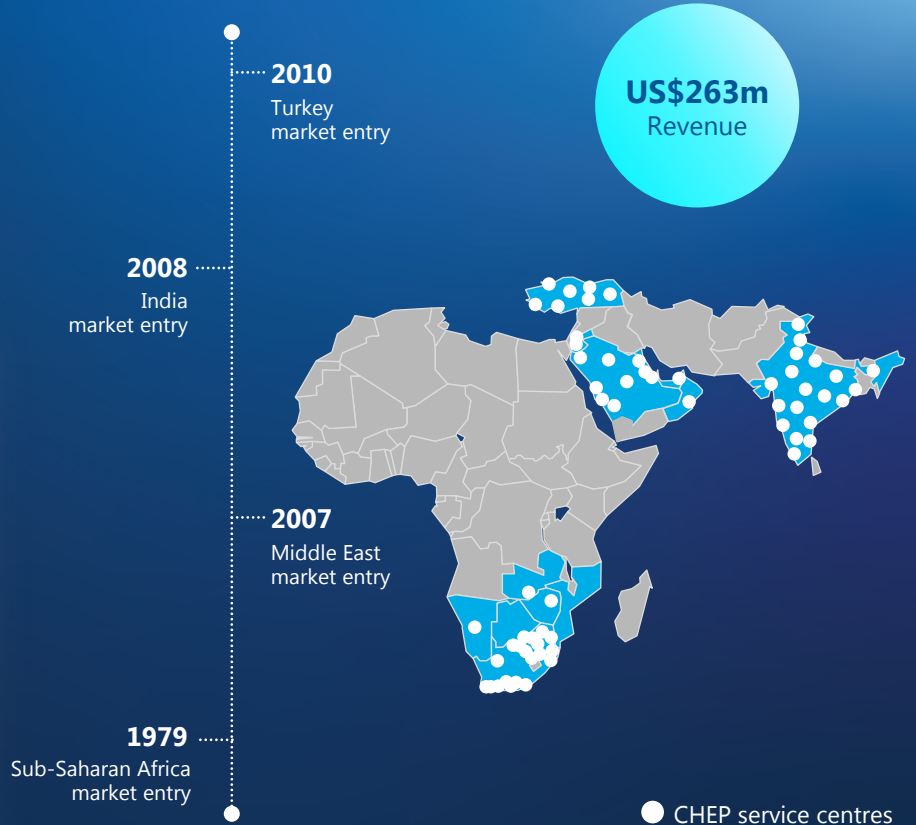 2010
Turkey
market entry
US$263m
Revenue
2008
India
market entry
2007
Middle East
market entry
1979
Sub-Saharan Africa
market entry
CHEP service centres